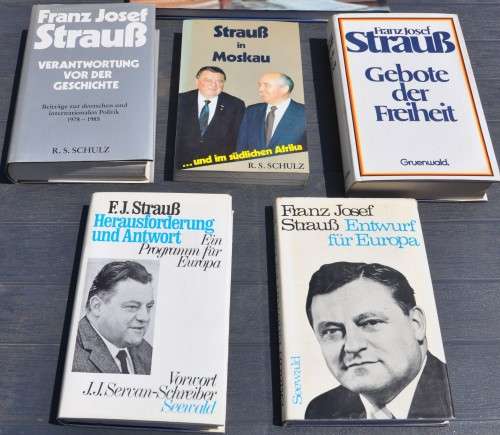 Franz Josef
Strauß
VERANTWORTUNG
VOR DER
GESCHICHTE
Beiträge zur deutschen und
internationalen Politik
1978 – 1985
R. S. SCHULZ
Strauß
in
Moskau
...und im südlichen Afrika
R. S. SCHULZ
Franz Josef
Strauß
Gebote
der
Freiheit
Gruenwald.
F.J. Strauß
Herausforderung
und Antwort
Ein
Programm für
Europa
Vorwort
J.J. Servan-Schreiber
Seewald
Franz Josef
Strauß Entwurf
für Europa
Seewald